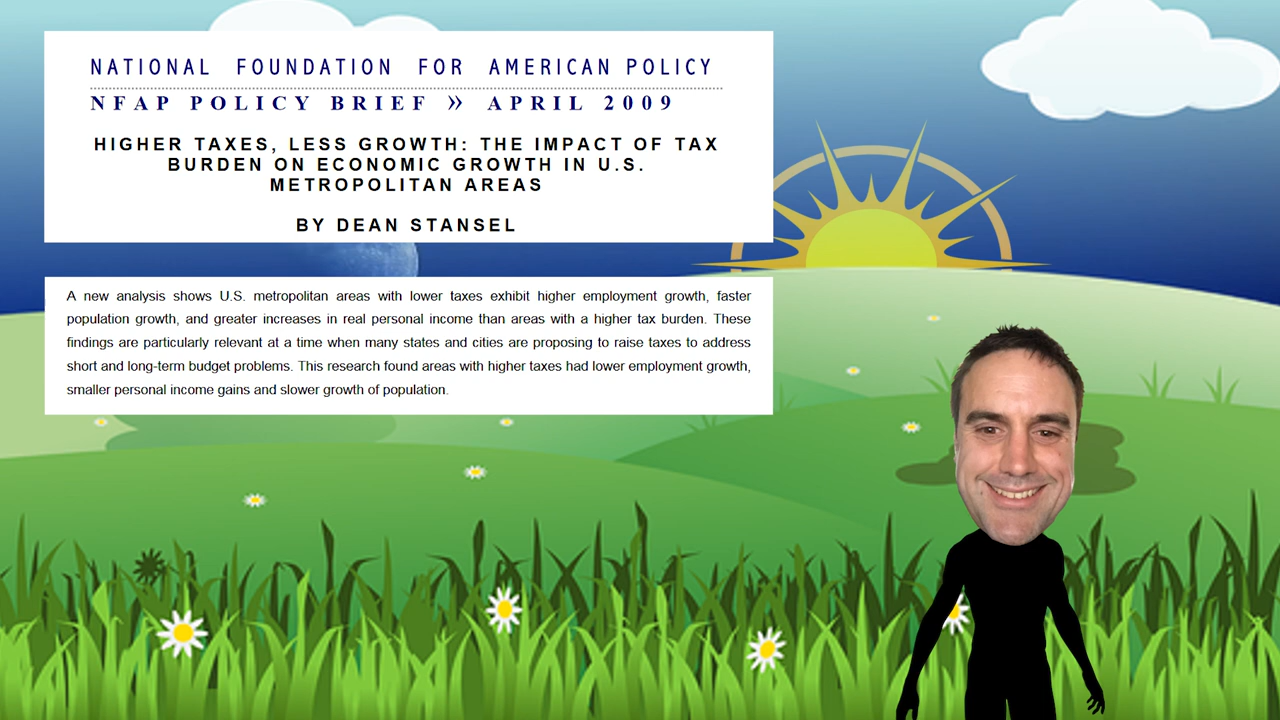 NATIONAL FOUNDATION FOR AMERICAN POLICY
NFAP POLICY BRIEF » APRIL 2009
HIGHER TAXES, LESS GROWTH: THE IMPACT OF TAX
BURDEN ON ECONOMIC GROWTH IN U.S.
METROPOLITAN AREAS
BY DEAN STANSEL
A new analysis shows U.S. metropolitan areas with lower taxes exhibit higher employment growth, faster
population growth, and greater increases in real personal income than areas with a higher tax burden. These
findings are particularly relevant at a time when many states and cities are proposing to raise taxes to address
short and long-term budget problems. This research found areas with higher taxes had lower employment growth,
smaller personal income gains and slower growth of population.